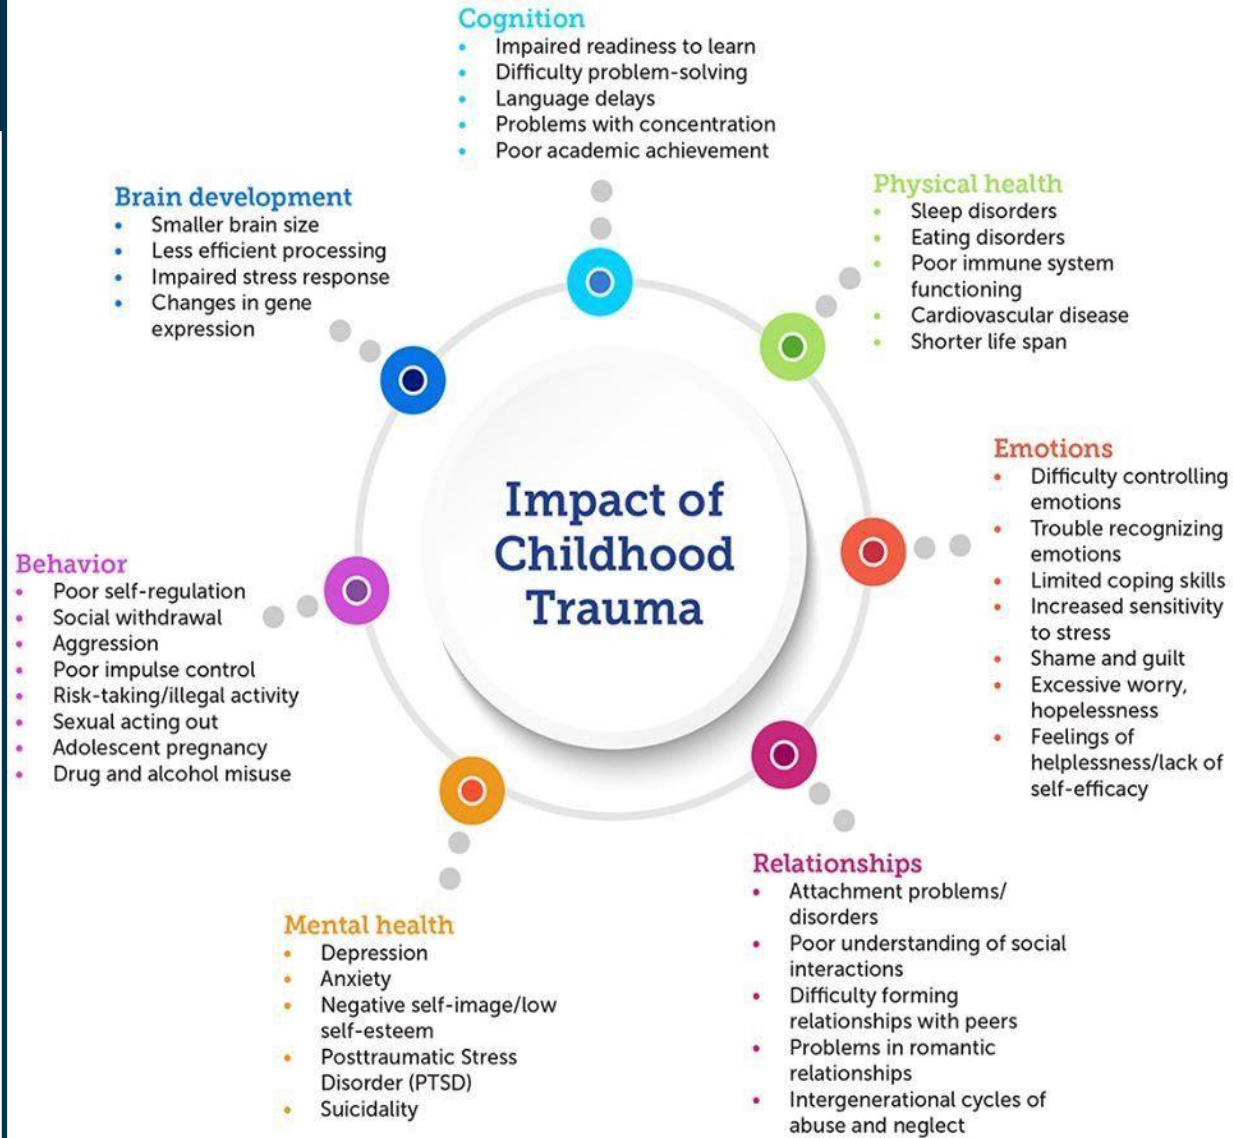 Cognition
• Impaired readiness to learn
• Difficulty problem-solving
• Language delays
• Problems with concentration
• Poor academic achievement
Physical health
• Sleep disorders
• Eating disorders
• Poor immune system
functioning
• Cardiovascular disease
• Shorter life span
Emotions
• Difficulty controlling
emotions
• Trouble recognizing
emotions
• Limited coping skills
• Increased sensitivity
to stress
• Shame and guilt
• Excessive worry,
hopelessness
• Feelings of
helplessness/lack of
self-efficacy
Relationships
• Attachment problems/
disorders
• Poor understanding of social
interactions
• Difficulty forming
relationships with peers
• Problems in romantic
relationships
• Intergenerational cycles of
abuse and neglect
Mental health
• Depression
• Anxiety
• Negative self-image/low
self-esteem
• Posttraumatic Stress
Disorder (PTSD)
• Suicidality
Behavior
• Poor self-regulation
• Social withdrawal
• Aggression
• Poor impulse control
• Risk-taking/illegal activity
• Sexual acting out
• Adolescent pregnancy
• Drug and alcohol misuse
Brain development
• Smaller brain size
• Less efficient processing
• Impaired stress response
• Changes in gene
expression
Impact of
Childhood
Trauma